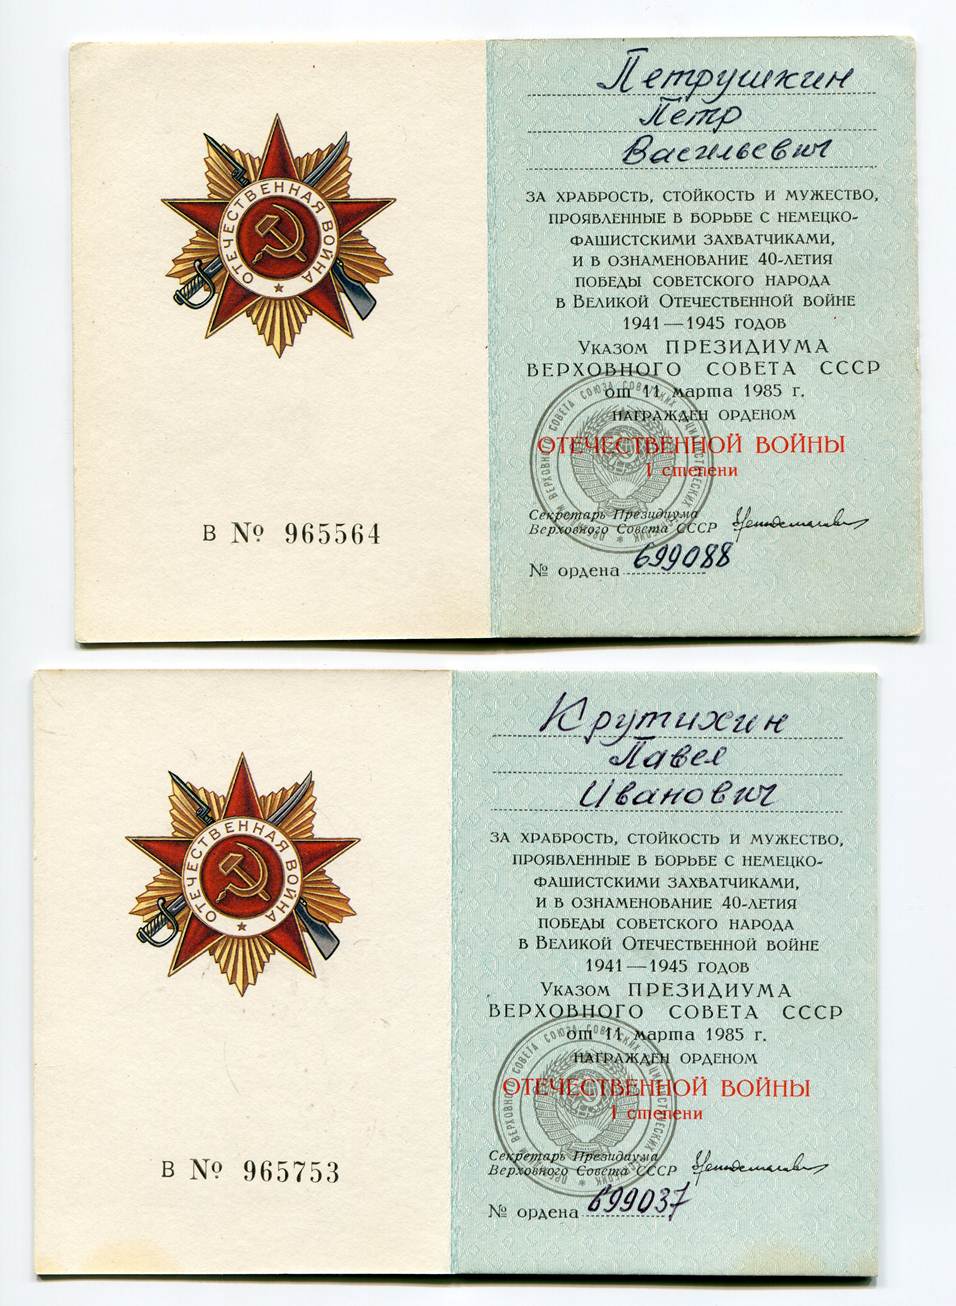 ОТЕЧЕСТВЕННАЯ ВОЙНА
В № 965564
Петрушкин
Петр
Васильевич
ЗА ХРАБРОСТЬ, СТОЙКОСТЬ И МУЖЕСТВО,
ПРОЯВЛЕННЫЕ В БОРЬБЕ С НЕМЕЦКО-
ФАШИСТСКИМИ ЗАХВАТЧИКАМИ,
И В ОЗНАМЕНОВАНИЕ 40-ЛЕТИЯ
ПОБЕДЫ СОВЕТСКОГО НАРОДА
В ВЕЛИКОЙ ОТЕЧЕСТВЕННОЙ ВОЙНЕ
1941—1945 ГОДОВ
УКАЗОМ ПРЕЗИДИУМА
ВЕРХОВНОГО СОВЕТА СССР
от 11 марта 1985 г.
НАГРАЖДЕН ОРДЕНОМ
ОТЕЧЕСТВЕННОЙ ВОЙНЫ
I степени
Секретарь Президиума
Верховного Совета СССР
№ ордена 699088
ОТЕЧЕСТВЕННАЯ ВОЙНА
В № 965753
Крутихин
Павел
Иванович
ЗА ХРАБРОСТЬ, СТОЙКОСТЬ И МУЖЕСТВО,
ПРОЯВЛЕННЫЕ В БОРЬБЕ С НЕМЕЦКО-
ФАШИСТСКИМИ ЗАХВАТЧИКАМИ,
И В ОЗНАМЕНОВАНИЕ 40-ЛЕТИЯ
ПОБЕДЫ СОВЕТСКОГО НАРОДА
В ВЕЛИКОЙ ОТЕЧЕСТВЕННОЙ ВОЙНЕ
1941—1945 ГОДОВ
УКАЗОМ ПРЕЗИДИУМА
ВЕРХОВНОГО СОВЕТА СССР
от 11 марта 1985 г.
НАГРАЖДЕН ОРДЕНОМ
ОТЕЧЕСТВЕННОЙ ВОЙНЫ
I степени
Секретарь Президиума
Верховного Совета СССР
№ ордена 699037